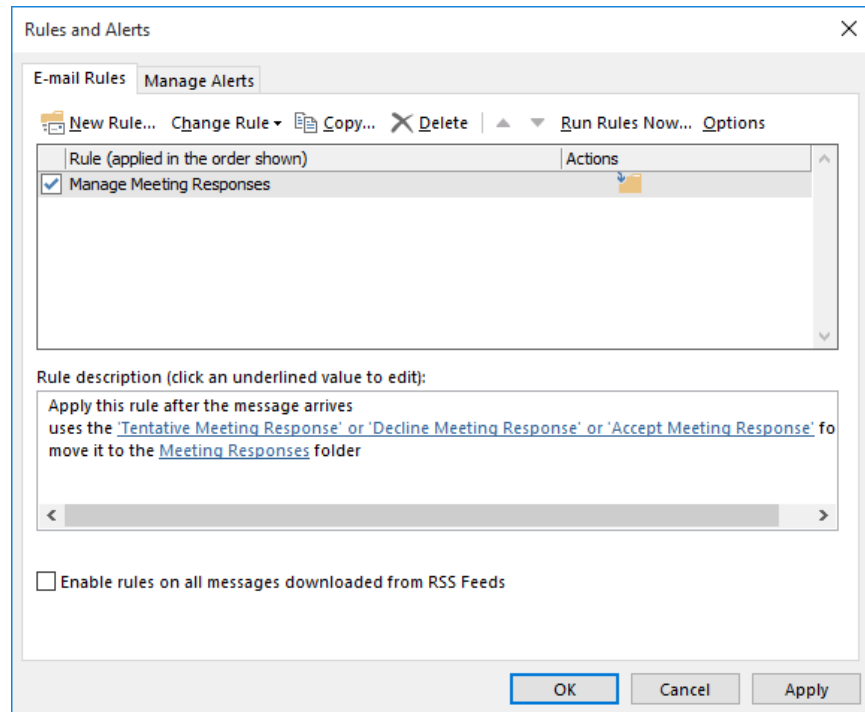 Rules and Alerts
E-mail Rules Manage Alerts
New Rule... Change Rule Copy... Delete Run Rules Now... Options
Rule (applied in the order shown) Actions
Manage Meeting Responses
Rule description (click an underlined value to edit):
Apply this rule after the message arrives
uses the 'Tentative Meeting Response' or 'Decline Meeting Response' or 'Accept Meeting Response' fo
move it to the Meeting Responses folder
Enable rules on all messages downloaded from RSS Feeds
OK Cancel Apply